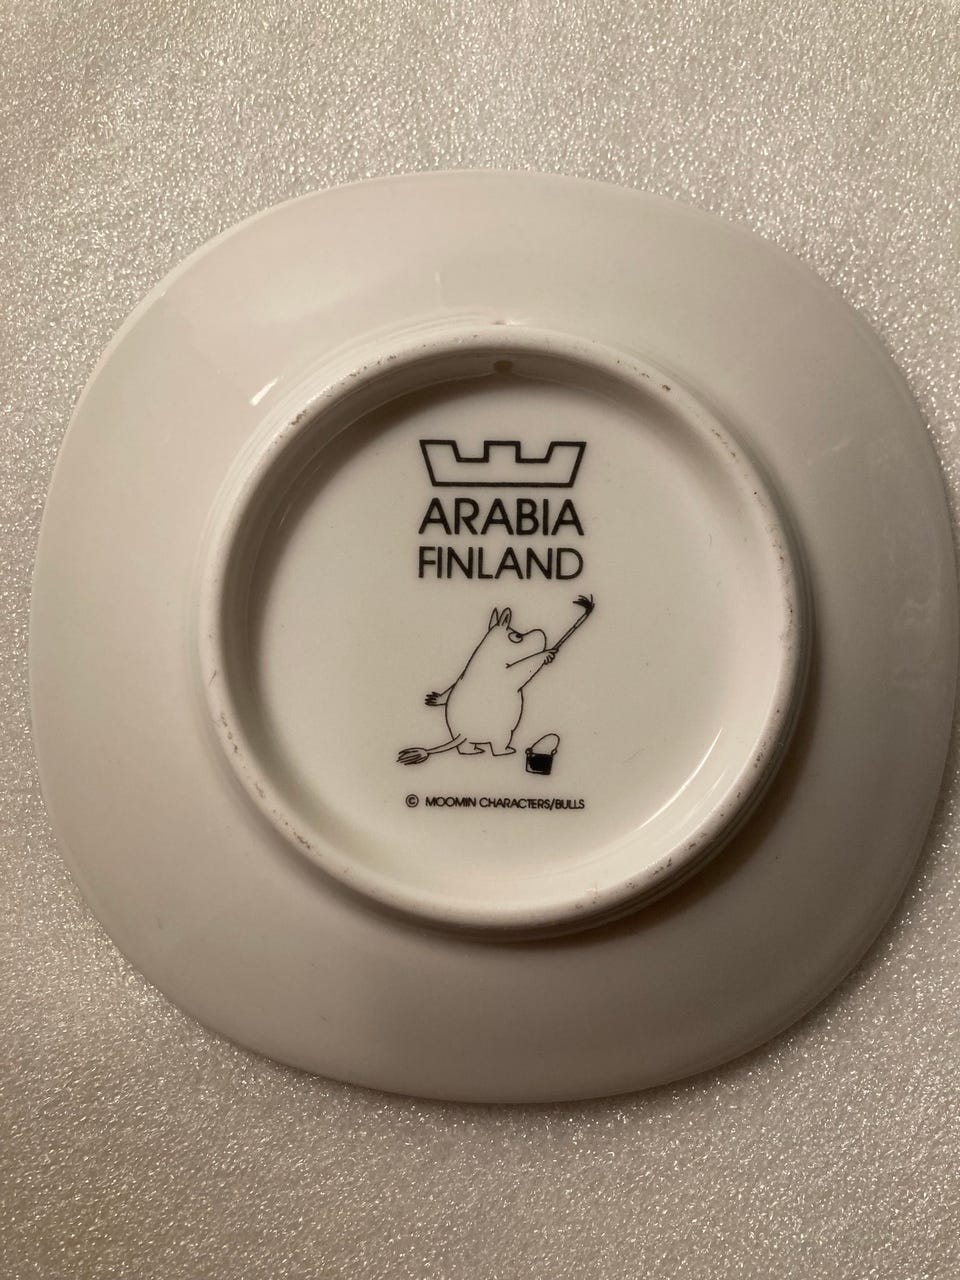 ARABIA
FINLAND
© MOOMIN CHARACTERS/BULLS